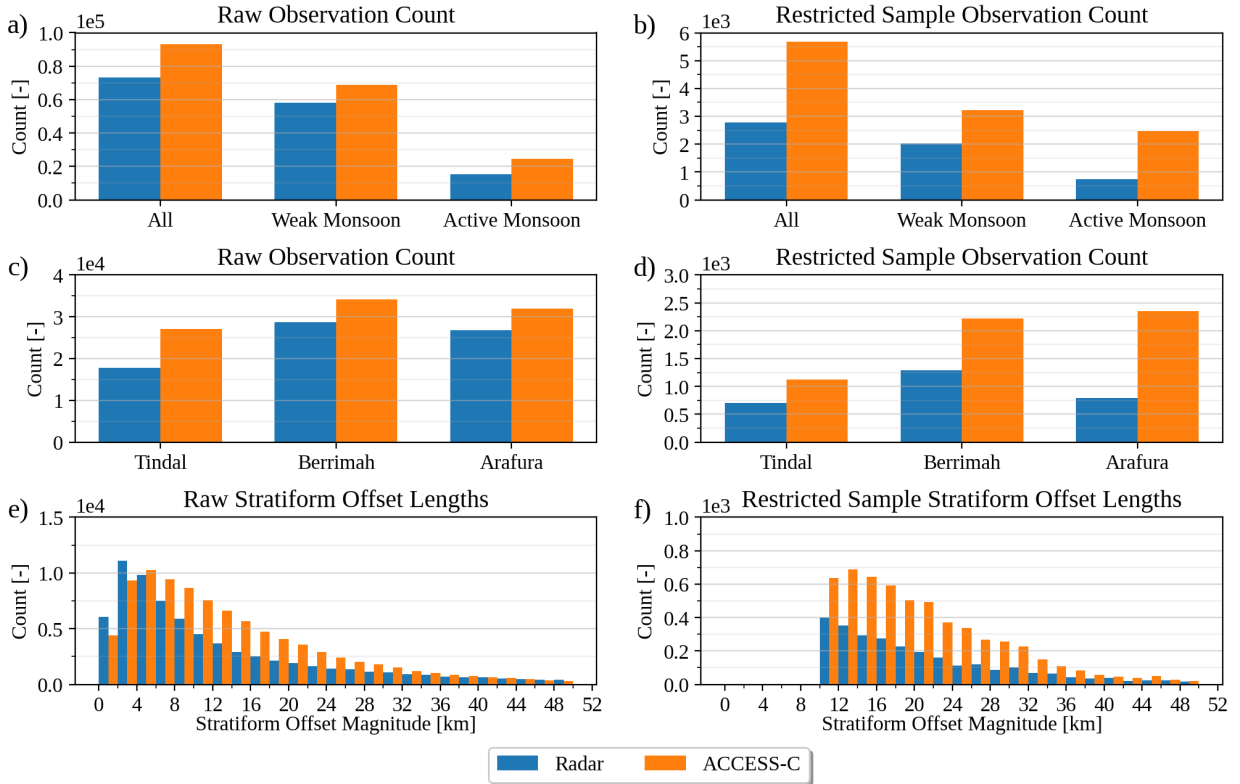 a)
Raw Observation Count
1e5
1.0
0.8
0.6
0.4
0.2
0.0
Count [-]
All
Weak Monsoon
Active Monsoon
b)
Restricted Sample Observation Count
1e3
6
5
4
3
2
1
0
Count [-]
All
Weak Monsoon
Active Monsoon
c)
Raw Observation Count
1e4
4
3
2
1
0
Count [-]
Tindal
Berrimah
Arafura
d)
Restricted Sample Observation Count
1e3
3.0
2.5
2.0
1.5
1.0
0.5
0.0
Count [-]
Tindal
Berrimah
Arafura
e)
Raw Stratiform Offset Lengths
1e4
1.5
1.0
0.5
0.0
Count [-]
0 4 8 12 16 20 24 28 32 36 40 44 48 52
Stratiform Offset Magnitude [km]
f)
Restricted Sample Stratiform Offset Lengths
1e3
1.0
0.8
0.6
0.4
0.2
0.0
Count [-]
0 4 8 12 16 20 24 28 32 36 40 44 48 52
Stratiform Offset Magnitude [km]
Radar
ACCESS-C